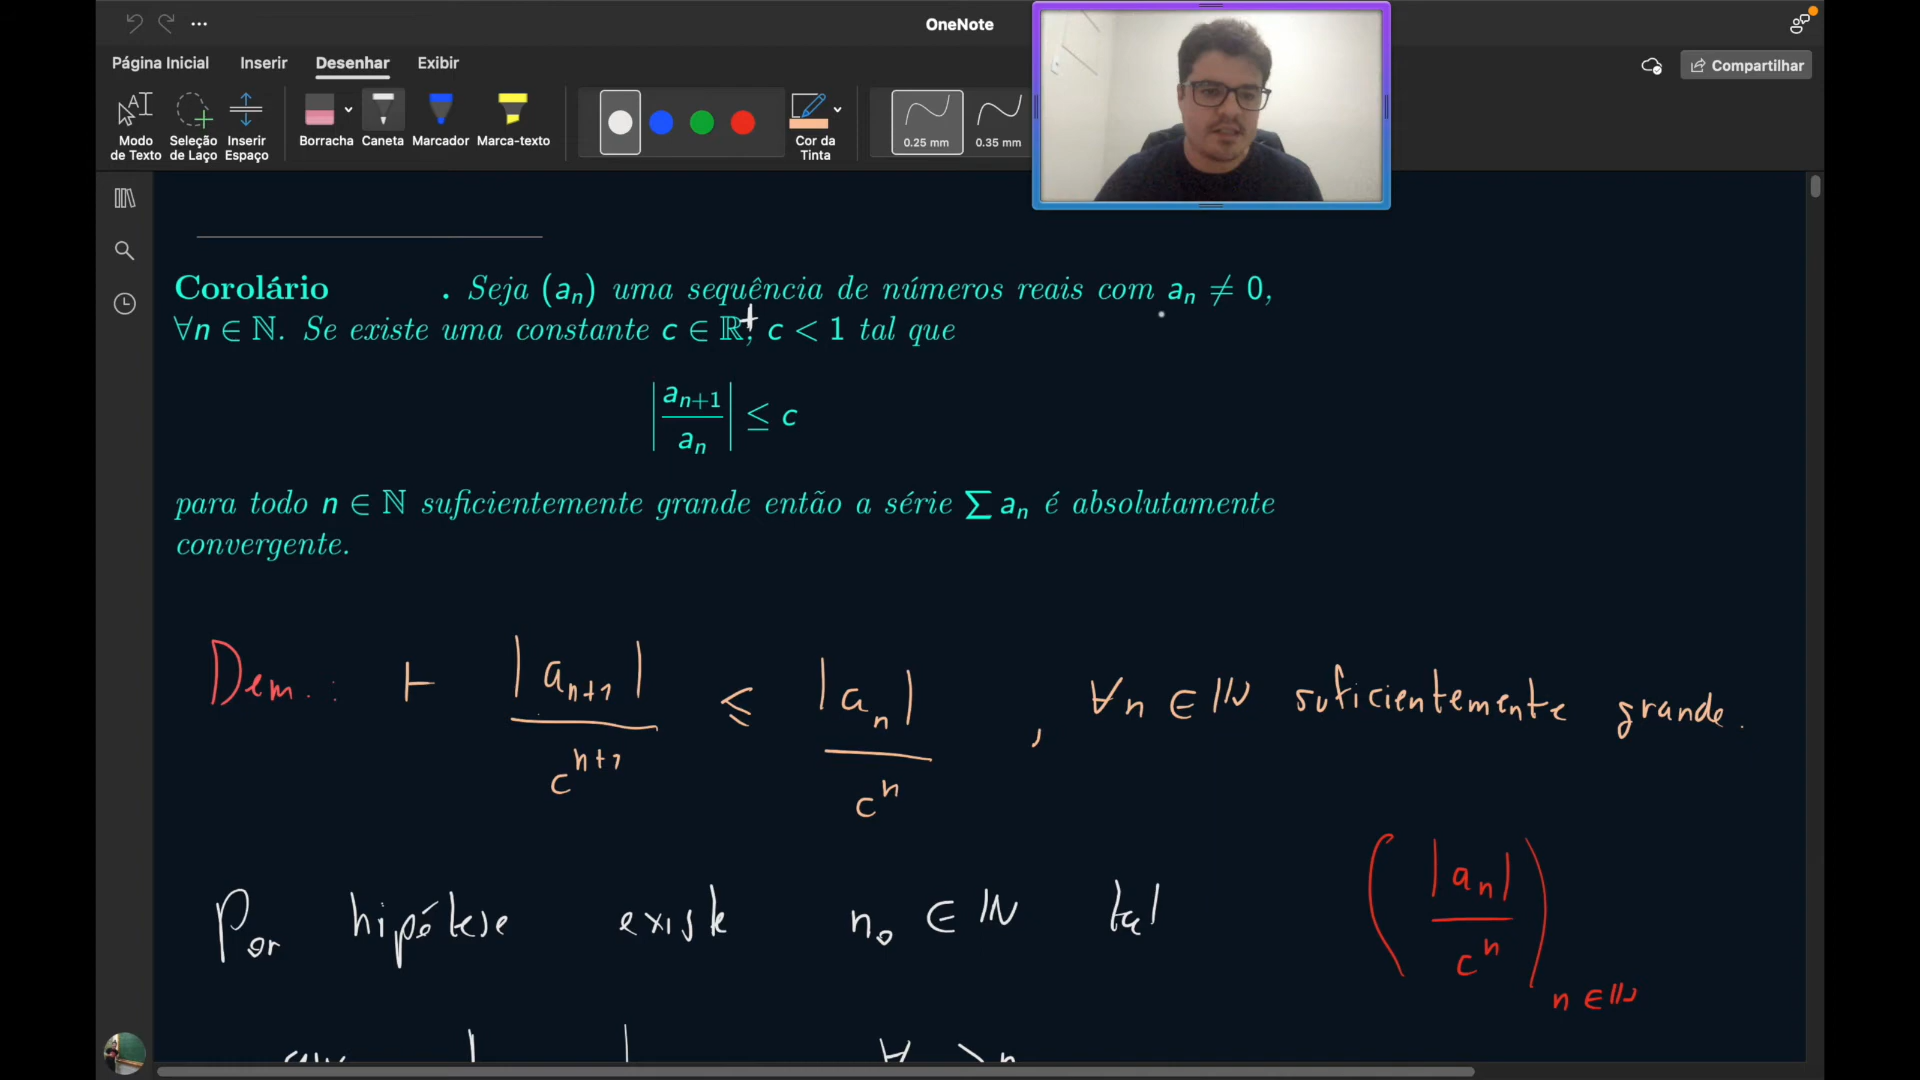 OneNote
Página Inicial Inserir Desenhar Exibir
Compartilhar
Modo de Texto Seleção de Laço Inserir Espaço Borracha Caneta Marcador Marca-texto Cor da Tinta 0.25 mm 0.35 mm
Corolário . Seja (aₙ) uma sequência de números reais com aₙ ≠ 0,
∀n ∈ ℕ. Se existe uma constante c ∈ ℝ⁺, c < 1 tal que
|aₙ₊₁ / aₙ| ≤ c
para todo n ∈ ℕ suficientemente grande então a série ∑ aₙ é absolutamente
convergente.
Dem.: ⊢ |aₙ₊₁| / cⁿ⁺¹ ≤ |aₙ| / cⁿ , ∀n ∈ ℕ suficientemente grande.
Por hipótese existe n₀ ∈ ℕ tal
(|aₙ| / cⁿ) n ∈ ℕ